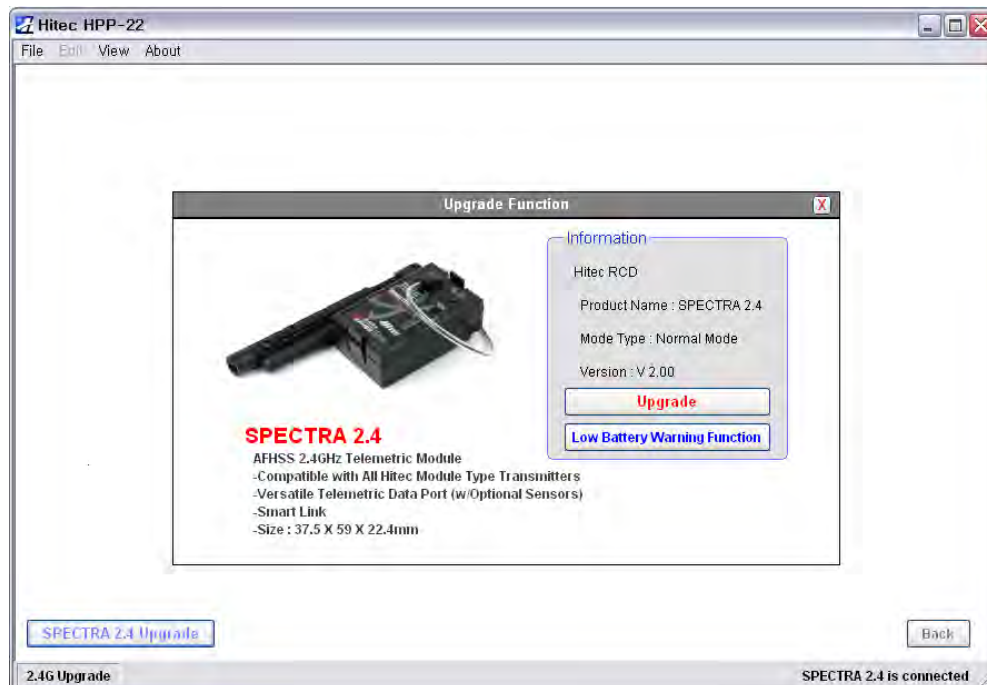 Hitec HPP-22
File Edit View About
Upgrade Function
Information
Hitec RCD
Product Name : SPECTRA 2.4
Mode Type : Normal Mode
Version : V 2.00
Upgrade
Low Battery Warning Function
SPECTRA 2.4
AFHSS 2.4GHz Telemetric Module
-Compatible with All Hitec Module Type Transmitters
-Versatile Telemetric Data Port (w/Optional Sensors)
-Smart Link
-Size : 37.5 X 59 X 22.4mm
SPECTRA 2.4 Upgrade
Back
2.4G Upgrade
SPECTRA 2.4 is connected